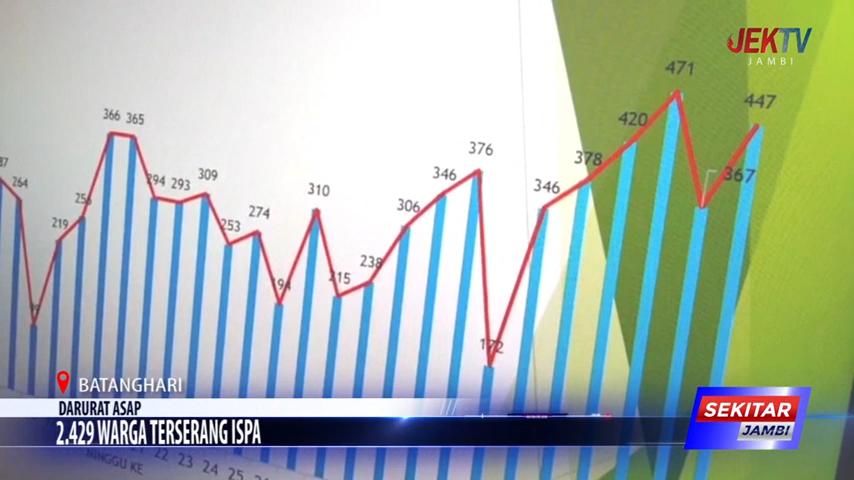 JEKTV
JAMBI
471
447
420
366
365
378
367
376
346
346
264
294
293
309
310
306
219
253
274
238
215
194
172
BATANGHARI
DARURAT ASAP
2.429 WARGA TERSERANG ISPA
SEKITAR
JAMBI
MINGGU KE
22 23 24 25